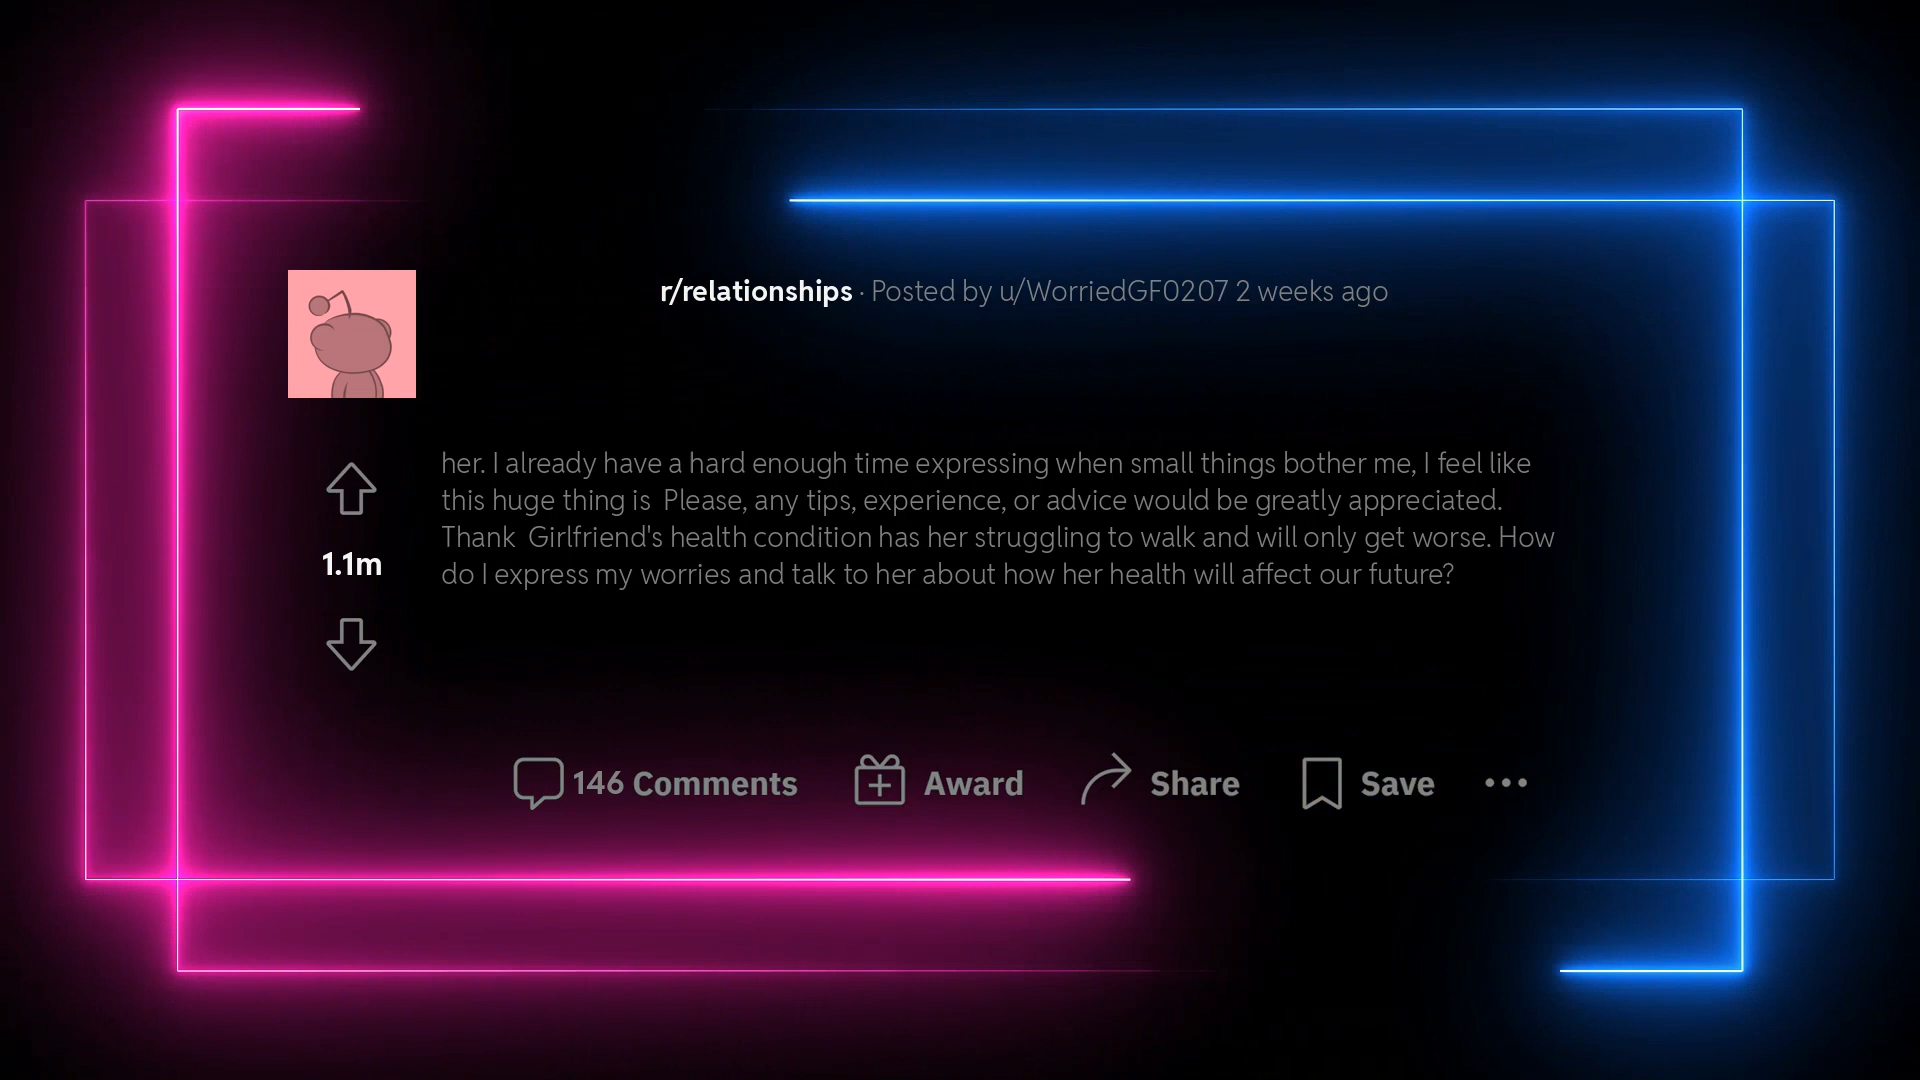 r/relationships · Posted by u/WorriedGF0207 2 weeks ago
her. I already have a hard enough time expressing when small things bother me, I feel like
this huge thing is  Please, any tips, experience, or advice would be greatly appreciated.
Thank  Girlfriend's health condition has her struggling to walk and will only get worse. How
do I express my worries and talk to her about how her health will affect our future?
1.1m
146 Comments Award Share Save